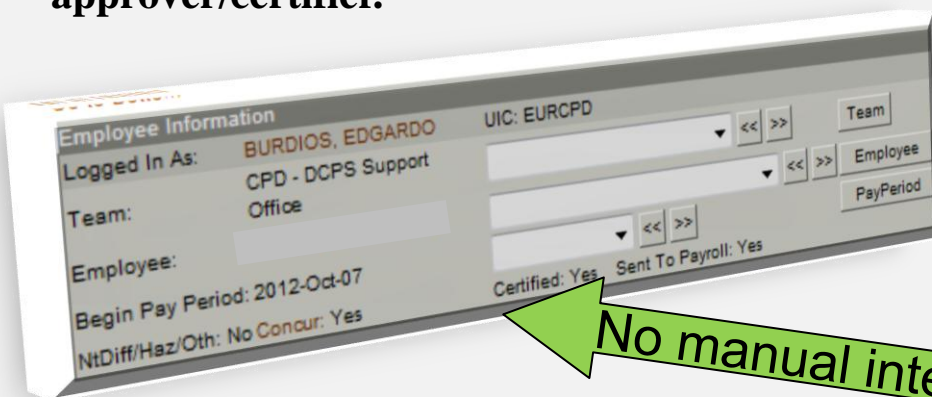 approver/certifier.
Employee Information
Logged In As: BURDIOS, EDGARDO UIC: EURCPD << >> Team
Team: CPD - DCPS Support Office << >> Employee
Employee: << >> PayPeriod
Begin Pay Period: 2012-Oct-07 Certified: Yes Sent To Payroll: Yes
NtDiff/Haz/Oth: No Concur: Yes
No manual inte